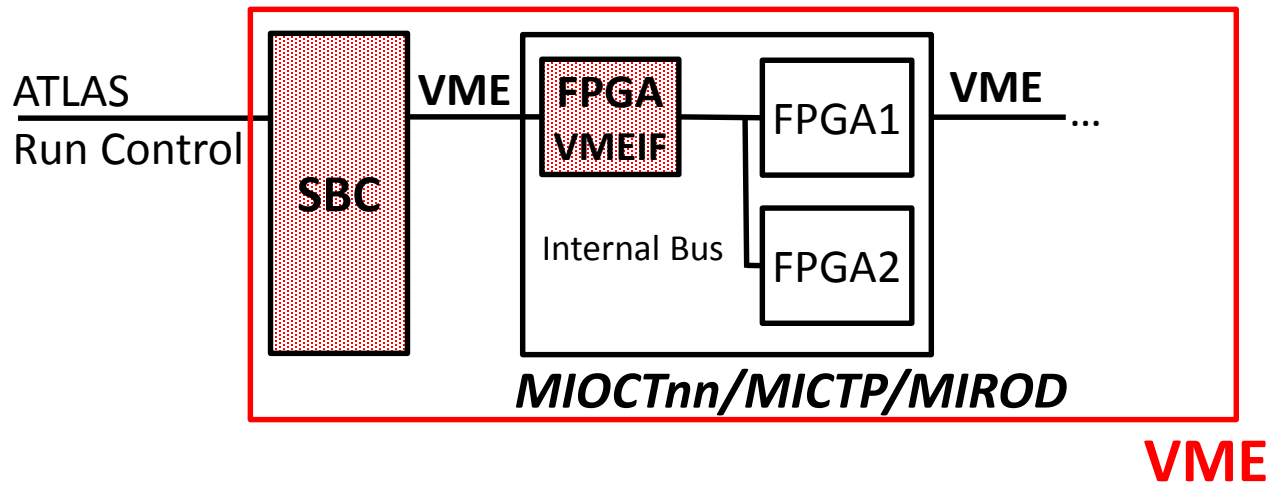 ATLAS
Run Control
SBC
VME
FPGA
VMEIF
Internal Bus
FPGA1
FPGA2
VME
...
MIOCTnn/MICTP/MIROD
VME